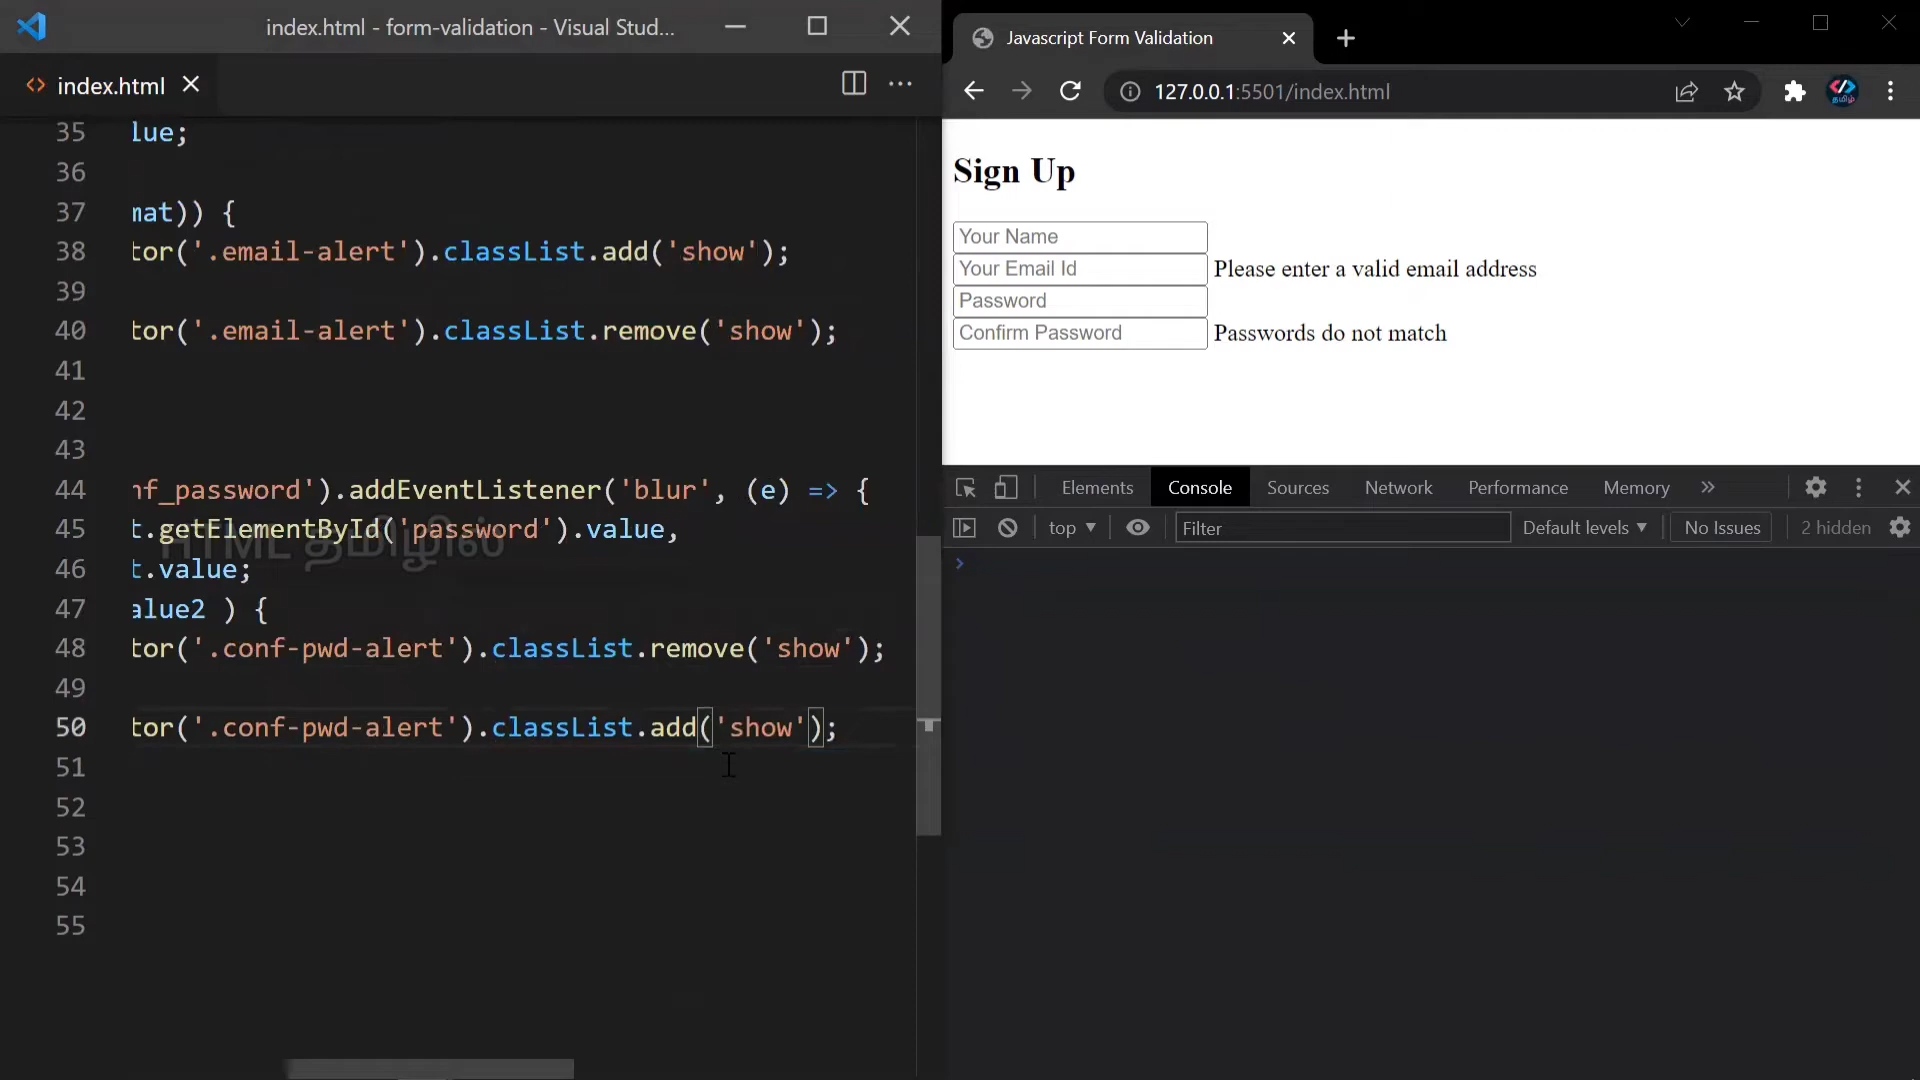 index.html - form-validation - Visual Stud...
index.html
35 lue;
36
37 mat)) {
38 tor('.email-alert').classList.add('show');
39
40 tor('.email-alert').classList.remove('show');
41
42
43
44 nf_password').addEventListener('blur', (e) => {
45 t.getElementById('password').value,
46 t.value;
47 alue2 ) {
48 tor('.conf-pwd-alert').classList.remove('show');
49
50 tor('.conf-pwd-alert').classList.add('show');
51
52
53
54
55
HTML தமிழில்
Javascript Form Validation
127.0.0.1:5501/index.html
தமிழ்
Sign Up
Your Name
Your Email Id Please enter a valid email address
Password
Confirm Password Passwords do not match
Elements Console Sources Network Performance Memory »
top Filter Default levels No Issues 2 hidden